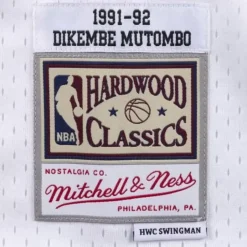 1991-92
DIKEMBE MUTOMBO
HARDWOOD
NBA
CLASSICS
NOSTALGIA CO.
Mitchell & Ness
PHILADELPHIA, PA.
HWC SWINGMAN